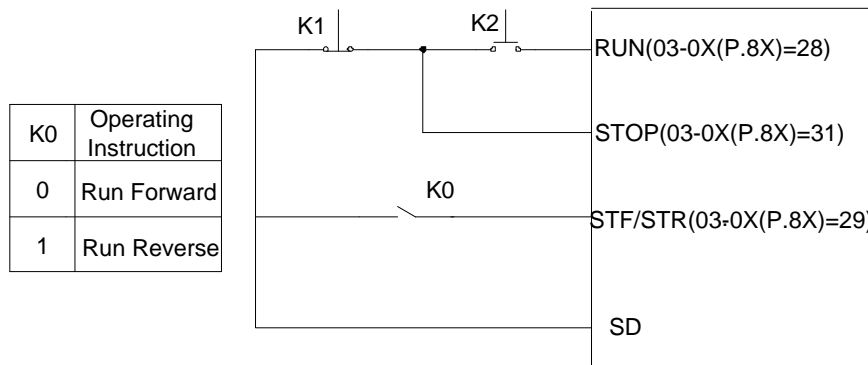 K1
K2
RUN(03-0X(P.8X)=28)
K0
Operating
Instruction
STOP(03-0X(P.8X)=31)
0
Run Forward
K0
STF/STR(03-0X(P.8X)=29)
1
Run Reverse
SD